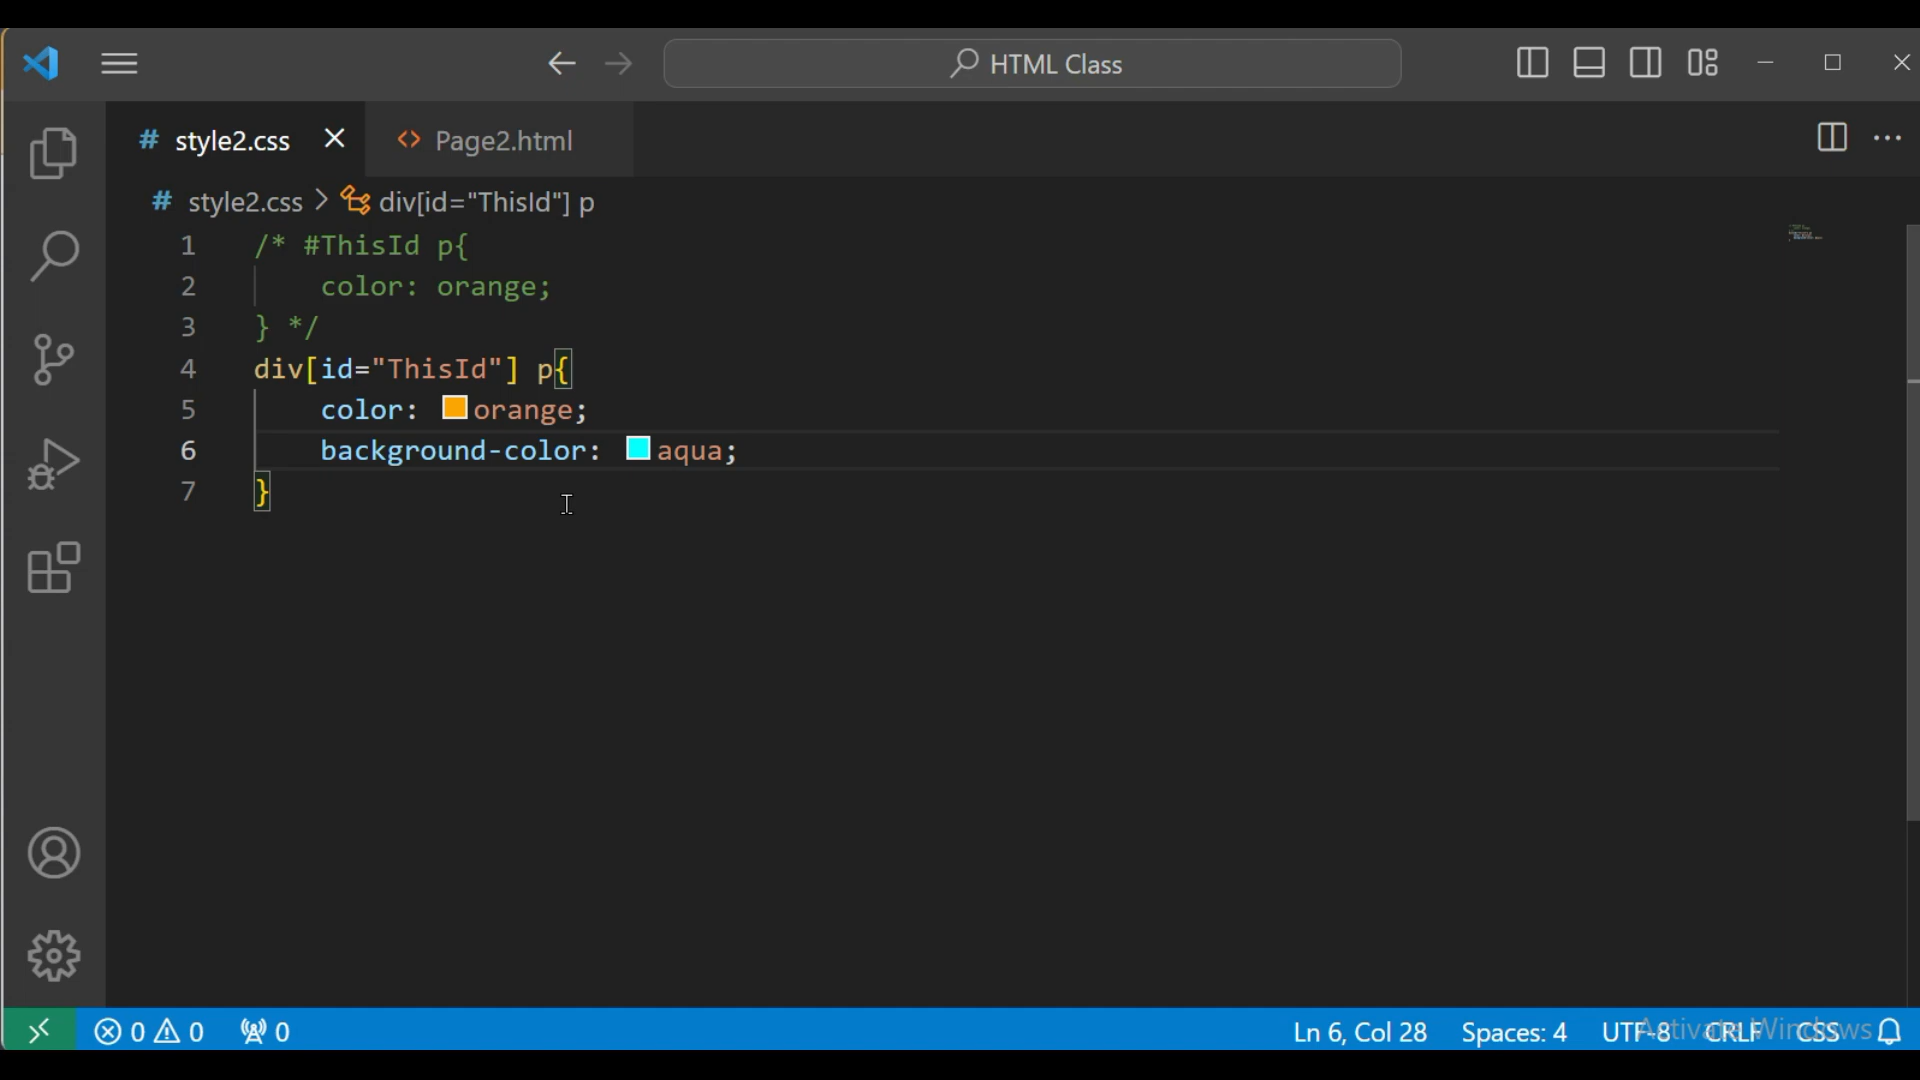 HTML Class
# style2.css
Page2.html
# style2.css > div[id="ThisId"] p
1 /* #ThisId p{
2 color: orange;
3 } */
4 div[id="ThisId"] p{
5 color: orange;
6 background-color: aqua;
7 }
0 0 0 Ln 6, Col 28 Spaces: 4 UTF-8 CRLF CSS
Activate Windows